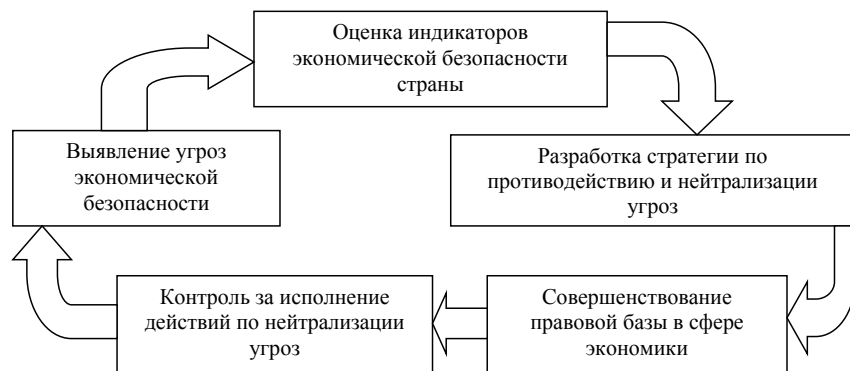 Оценка индикаторов
экономической безопасности
страны
Выявление угроз
экономической
безопасности
Разработка стратегии по
противодействию и нейтрализации
угроз
Контроль за исполнение
действий по нейтрализации
угроз
Совершенствование
правовой базы в сфере
экономики